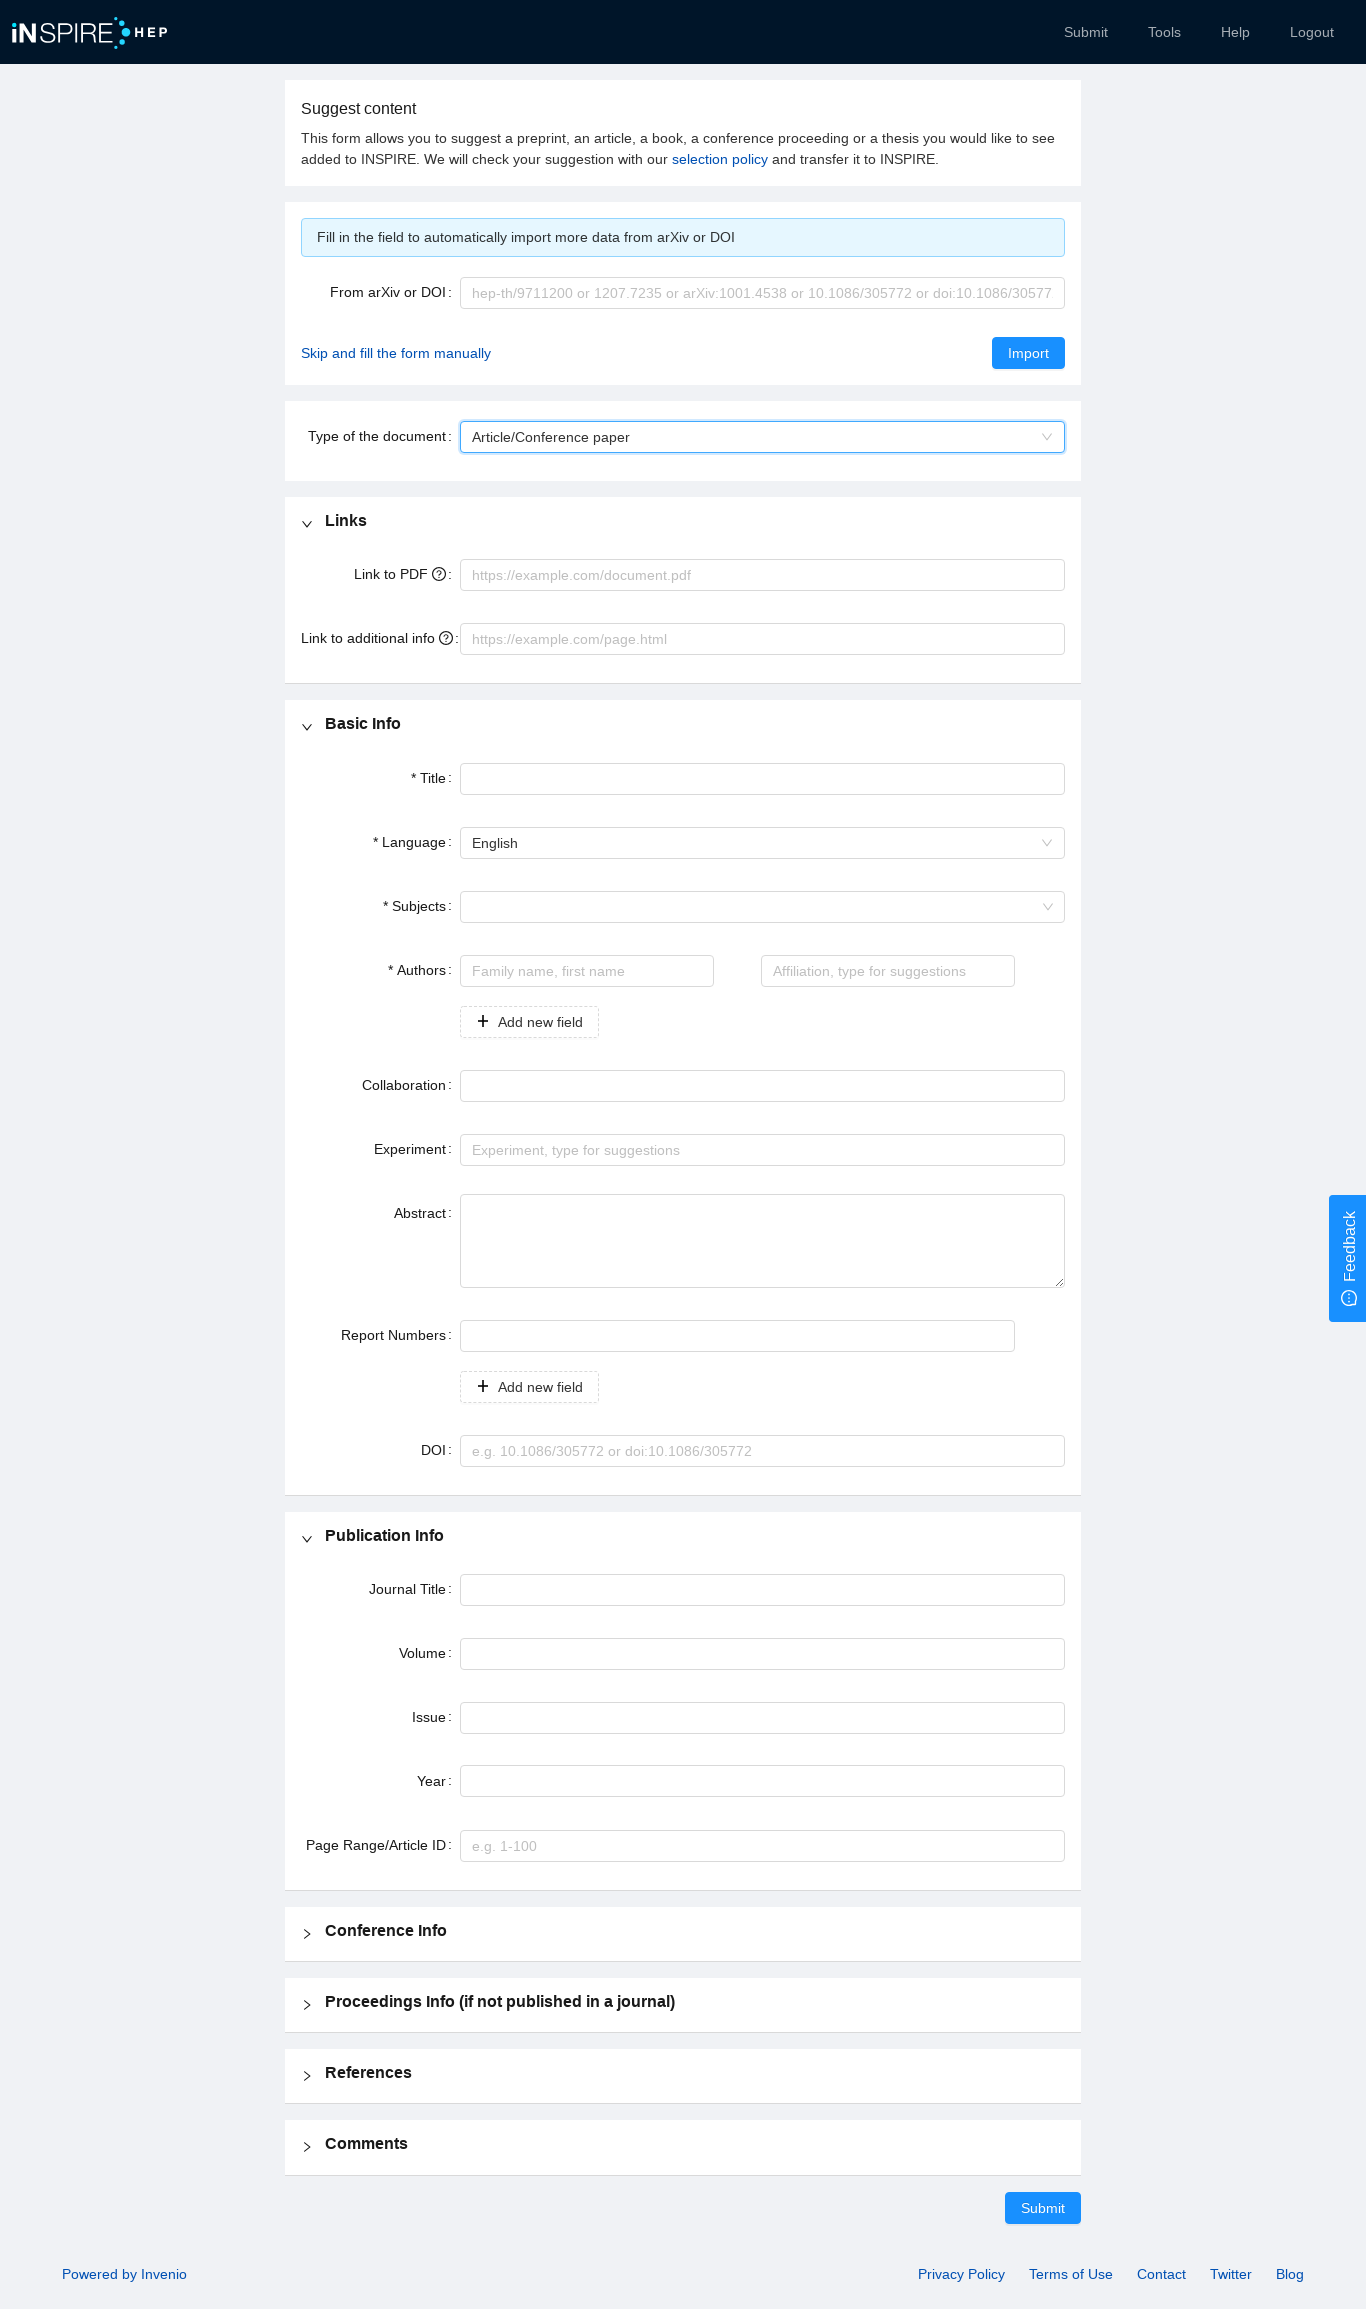 iNSPIRE HEP
Submit Tools Help Logout
Suggest content
This form allows you to suggest a preprint, an article, a book, a conference proceeding or a thesis you would like to see
added to INSPIRE. We will check your suggestion with our selection policy and transfer it to INSPIRE.
Fill in the field to automatically import more data from arXiv or DOI
From arXiv or DOI : hep-th/9711200 or 1207.7235 or arXiv:1001.4538 or 10.1086/305772 or doi:10.1086/30577
Skip and fill the form manually Import
Type of the document : Article/Conference paper
Links
Link to PDF ? : https://example.com/document.pdf
Link to additional info ? : https://example.com/page.html
Basic Info
* Title :
* Language : English
* Subjects :
* Authors : Family name, first name Affiliation, type for suggestions
+ Add new field
Collaboration :
Experiment : Experiment, type for suggestions
Abstract :
Feedback
Report Numbers :
+ Add new field
DOI : e.g. 10.1086/305772 or doi:10.1086/305772
Publication Info
Journal Title :
Volume :
Issue :
Year :
Page Range/Article ID : e.g. 1-100
Conference Info
Proceedings Info (if not published in a journal)
References
Comments
Submit
Powered by Invenio Privacy Policy Terms of Use Contact Twitter Blog